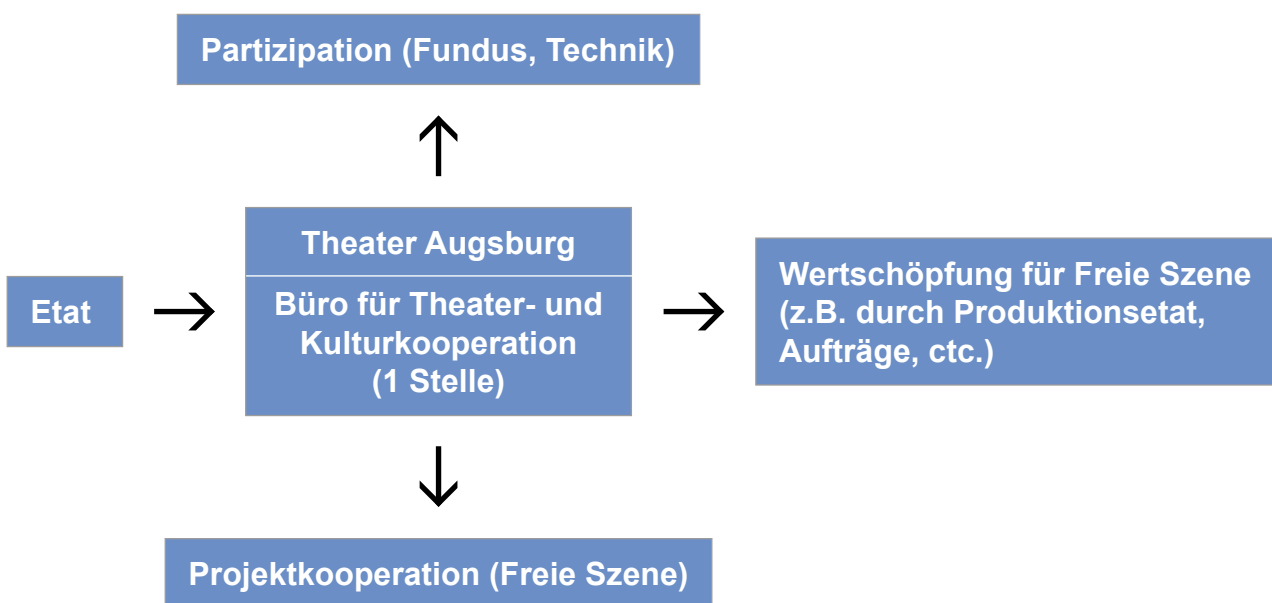 Partizipation (Fundus, Technik)
Theater Augsburg
Etat
Büro für Theater- und
Kulturkooperation
(1 Stelle)
Wertschöpfung für Freie Szene
(z.B. durch Produktionsetat,
Aufträge, ctc.)
Projektkooperation (Freie Szene)